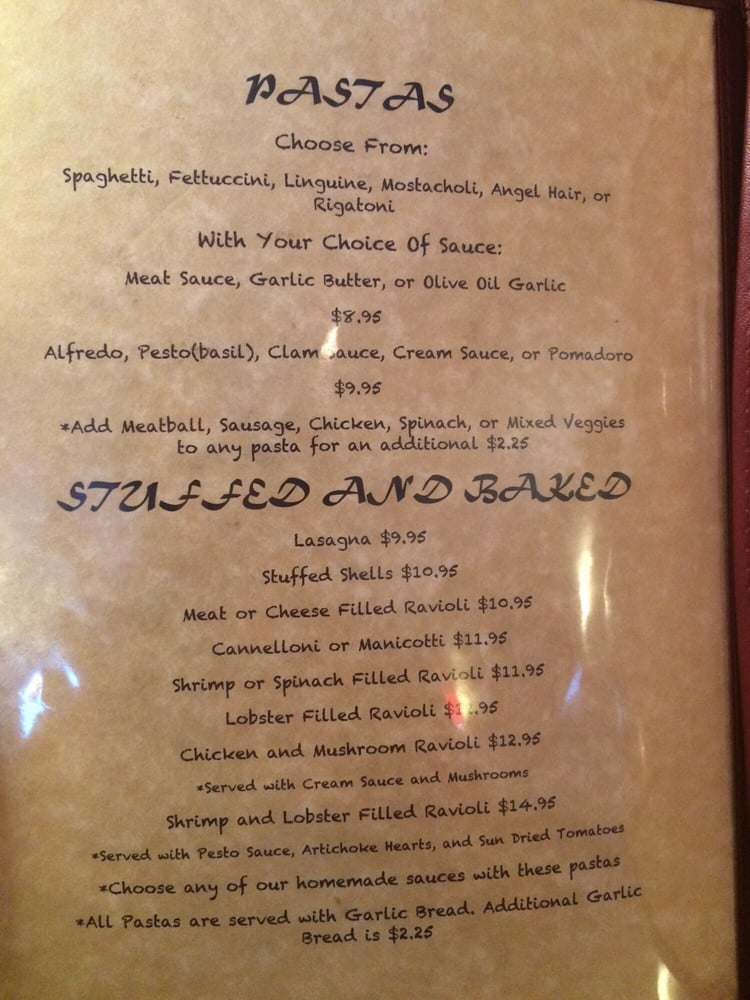 PASTAS
Choose From:
Spaghetti, Fettuccini, Linguine, Mostacholi, Angel Hair, or
Rigatoni
With Your Choice Of Sauce:
Meat Sauce, Garlic Butter, or Olive Oil Garlic
$8.95
Alfredo, Pesto(basil), Clam Sauce, Cream Sauce, or Pomadoro
$9.95
*Add Meatball, Sausage, Chicken, Spinach, or Mixed Veggies
to any pasta for an additional $2.25
STUFFED AND BAKED
Lasagna $9.95
Stuffed Shells $10.95
Meat or Cheese Filled Ravioli $10.95
Cannelloni or Manicotti $11.95
Shrimp or Spinach Filled Ravioli $11.95
Lobster Filled Ravioli
Chicken and Mushroom Ravioli $12.95
*Served with Cream Sauce and Mushrooms
Shrimp and Lobster Filled Ravioli $14.95
*Served with Pesto Sauce, Artichoke Hearts, and Sun Dried Tomatoes
*Choose any of our homemade sauces with these pastas
*All Pastas are served with Garlic Bread. Additional Garlic
Bread is $2.25